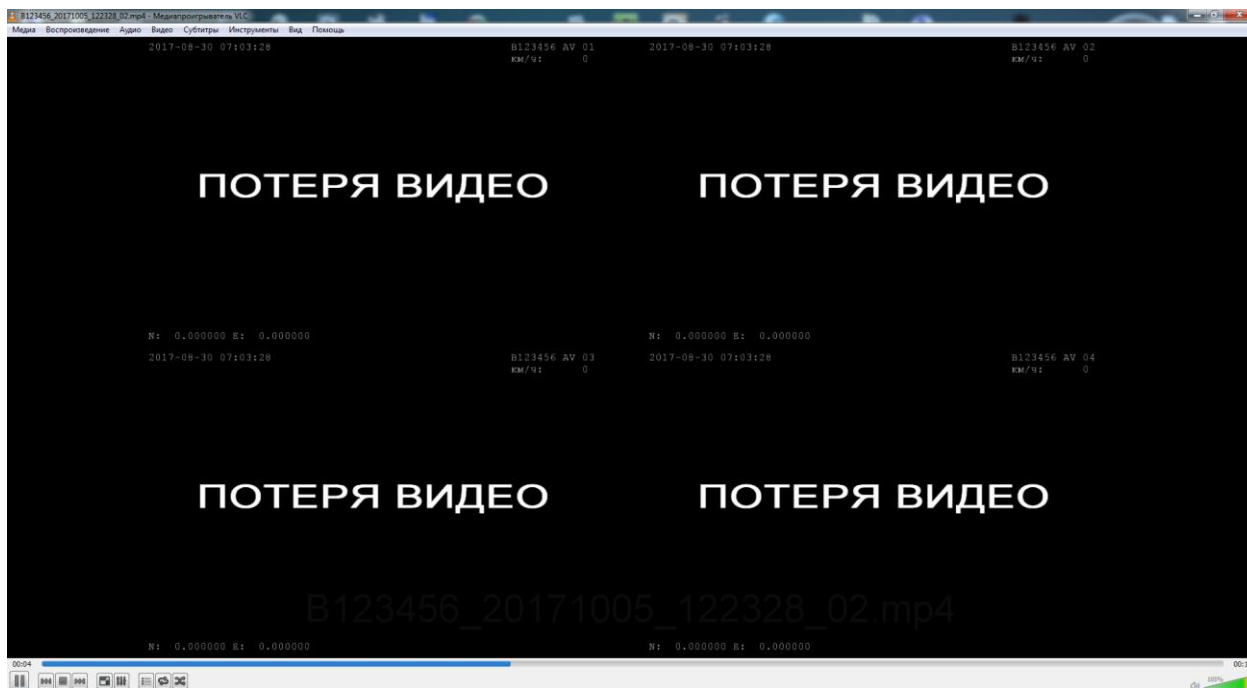 B123456_20171005_122328_02.mp4 - Медиапроигрыватель VLC
Медиа Воспроизведение Аудио Видео Субтитры Инструменты Вид Помощь
2017-08-30 07:03:28 B123456 AV 01
км/ч: 0
2017-08-30 07:03:28 B123456 AV 02
км/ч: 0
ПОТЕРЯ ВИДЕО
ПОТЕРЯ ВИДЕО
N: 0.000000 E: 0.000000
N: 0.000000 E: 0.000000
2017-08-30 07:03:28 B123456 AV 03
км/ч: 0
2017-08-30 07:03:28 B123456 AV 04
км/ч: 0
ПОТЕРЯ ВИДЕО
ПОТЕРЯ ВИДЕО
B123456_20171005_122328_02.mp4
N: 0.000000 E: 0.000000
N: 0.000000 E: 0.000000
00:04
100%